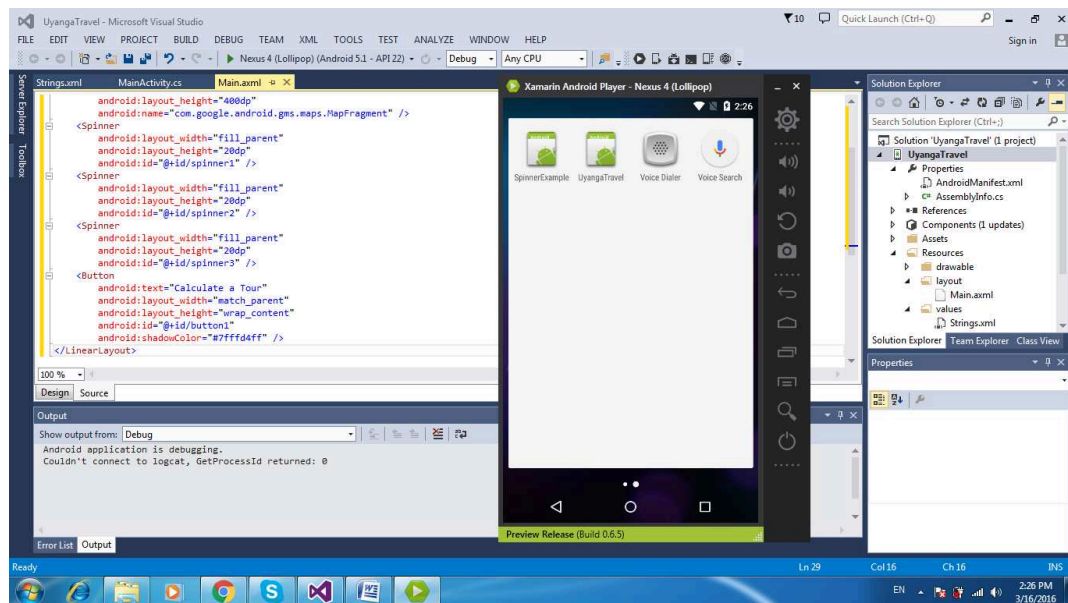 UyangaTravel - Microsoft Visual Studio
10
Quick Launch (Ctrl+Q)
FILE EDIT VIEW PROJECT BUILD DEBUG TEAM XML TOOLS TEST ANALYZE WINDOW HELP
Sign in
Nexus 4 (Lollipop) (Android 5.1 - API 22)
Debug
Any CPU
Server Explorer
Toolbox
Strings.xml MainActivity.cs Main.axml
android:layout_height="400dp"
android:name="com.google.android.gms.maps.MapFragment" />
<Spinner
android:layout_width="fill_parent"
android:layout_height="20dp"
android:id="@+id/spinner1" />
<Spinner
android:layout_width="fill_parent"
android:layout_height="20dp"
android:id="@+id/spinner2" />
<Spinner
android:layout_width="fill_parent"
android:layout_height="20dp"
android:id="@+id/spinner3" />
<Button
android:text="Calculate a Tour"
android:layout_width="match_parent"
android:layout_height="wrap_content"
android:id="@+id/button1"
android:shadowColor="#7fffd4ff" />
</LinearLayout>
100 %
Design Source
Output
Show output from: Debug
Android application is debugging.
Couldn't connect to logcat, GetProcessId returned: 0
Error List Output
Xamarin Android Player - Nexus 4 (Lollipop)
2:26
SpinnerExample UyangaTravel Voice Dialer Voice Search
Preview Release (Build 0.6.5)
Solution Explorer
Search Solution Explorer (Ctrl+;)
Solution 'UyangaTravel' (1 project)
UyangaTravel
Properties
AndroidManifest.xml
AssemblyInfo.cs
References
Components (1 updates)
Assets
Resources
drawable
layout
Main.axml
values
Strings.xml
Solution Explorer Team Explorer Class View
Properties
Ready
Ln 29 Col 16 Ch 16 INS
EN
2:26 PM
3/16/2016